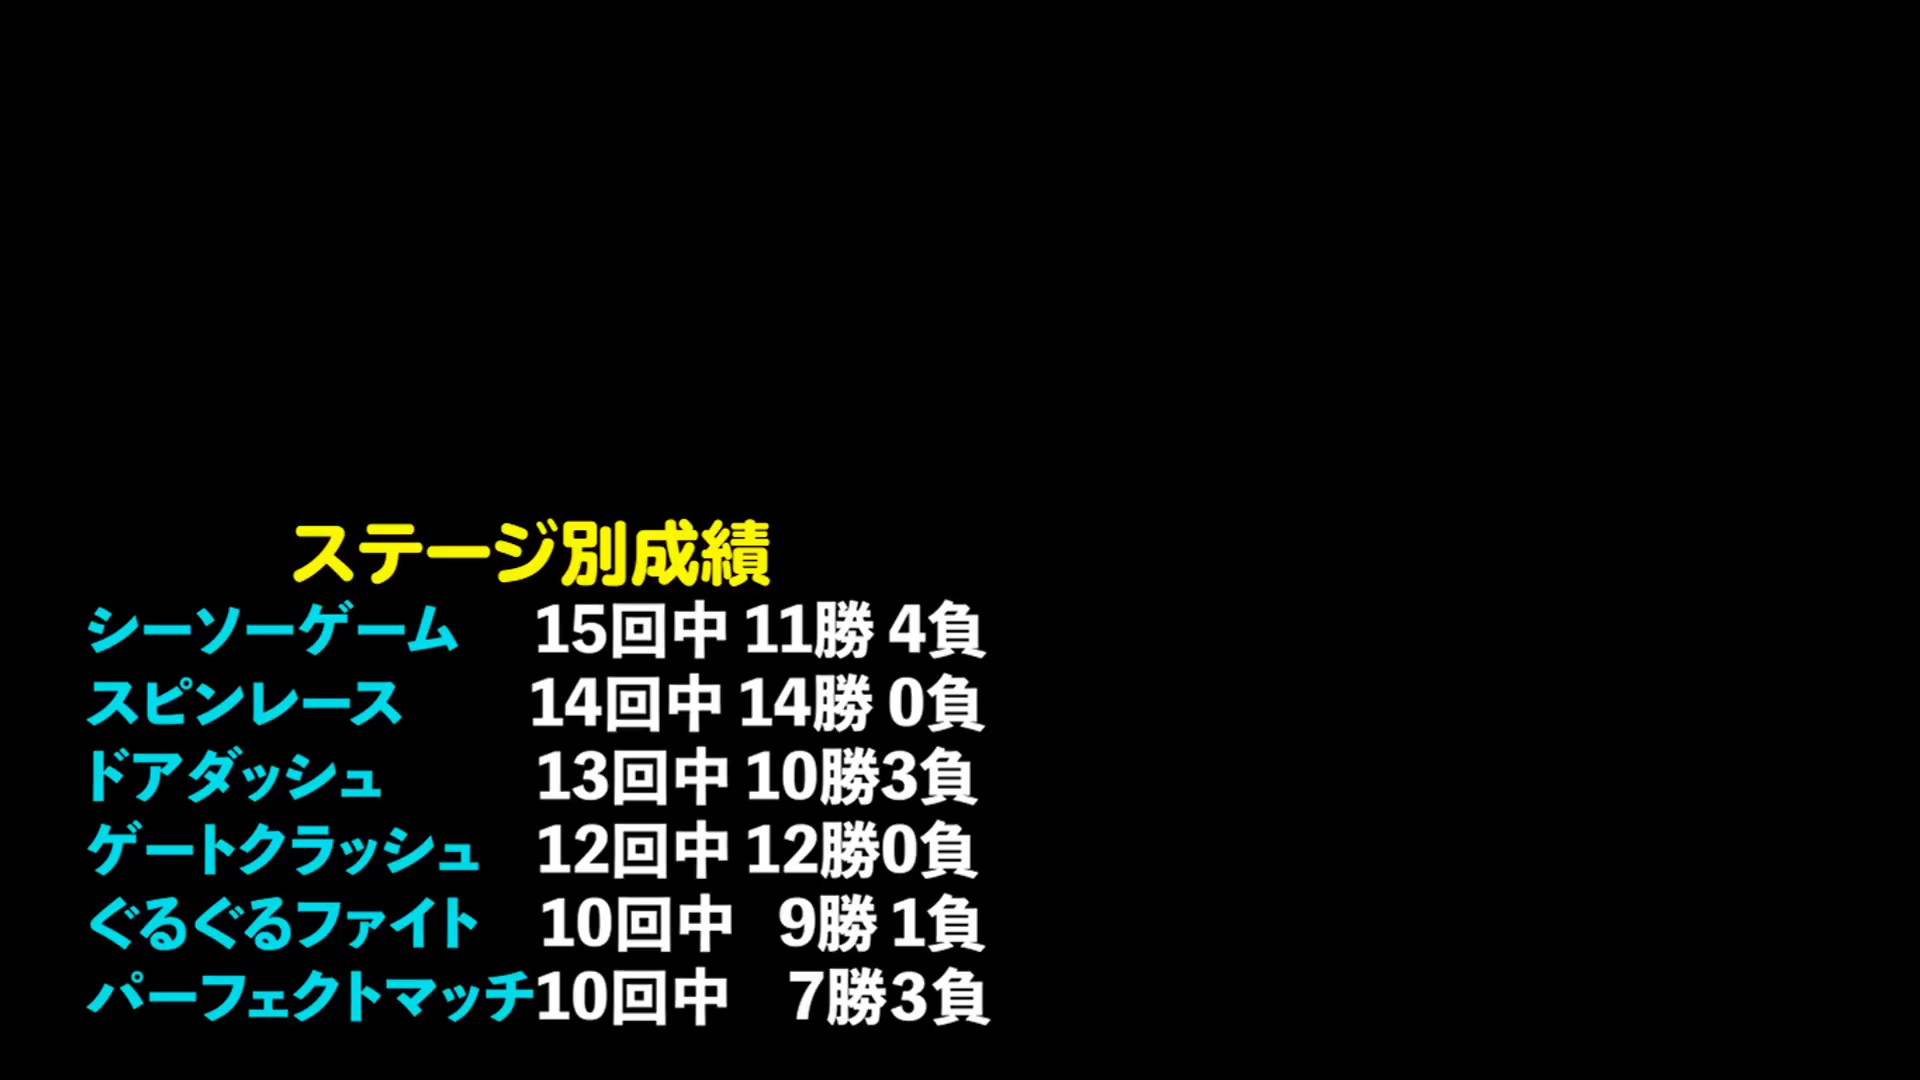 ステージ別成績
シーソーゲーム 15回中 11勝 4負
スピンレース 14回中 14勝 0負
ドアダッシュ 13回中 10勝3負
ゲートクラッシュ 12回中 12勝0負
ぐるぐるファイト 10回中 9勝 1負
パーフェクトマッチ10回中 7勝3負